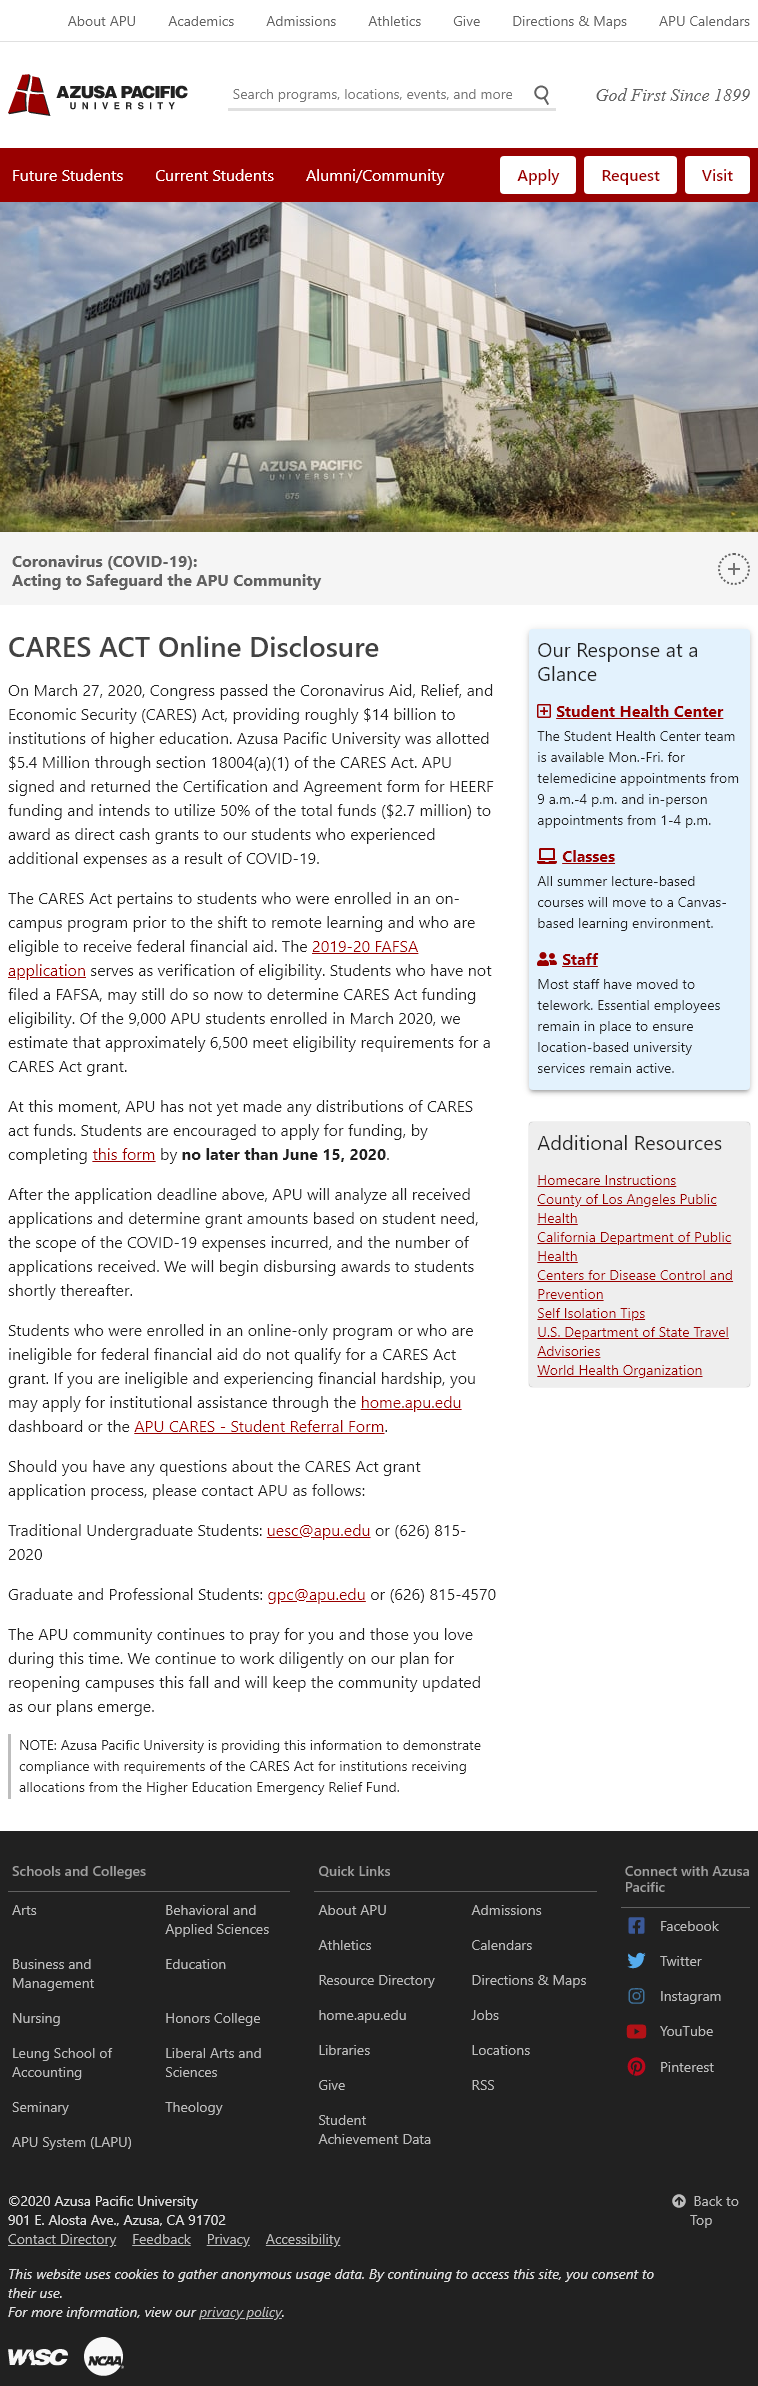 About APU Academics Admissions Athletics Give Directions & Maps APU Calendars
AZUSA PACIFIC
UNIVERSITY
Search programs, locations, events, and more
God First Since 1899
Future Students Current Students Alumni/Community Apply Request Visit
SEGERSTROM SCIENCE CENTER
675
AZUSA PACIFIC
UNIVERSITY
675
Coronavirus (COVID-19):
Acting to Safeguard the APU Community
CARES ACT Online Disclosure
On March 27, 2020, Congress passed the Coronavirus Aid, Relief, and
Economic Security (CARES) Act, providing roughly $14 billion to
institutions of higher education. Azusa Pacific University was allotted
$5.4 Million through section 18004(a)(1) of the CARES Act. APU
signed and returned the Certification and Agreement form for HEERF
funding and intends to utilize 50% of the total funds ($2.7 million) to
award as direct cash grants to our students who experienced
additional expenses as a result of COVID-19.
The CARES Act pertains to students who were enrolled in an on-
campus program prior to the shift to remote learning and who are
eligible to receive federal financial aid. The 2019-20 FAFSA
application serves as verification of eligibility. Students who have not
filed a FAFSA, may still do so now to determine CARES Act funding
eligibility. Of the 9,000 APU students enrolled in March 2020, we
estimate that approximately 6,500 meet eligibility requirements for a
CARES Act grant.
At this moment, APU has not yet made any distributions of CARES
act funds. Students are encouraged to apply for funding, by
completing this form by no later than June 15, 2020.
After the application deadline above, APU will analyze all received
applications and determine grant amounts based on student need,
the scope of the COVID-19 expenses incurred, and the number of
applications received. We will begin disbursing awards to students
shortly thereafter.
Students who were enrolled in an online-only program or who are
ineligible for federal financial aid do not qualify for a CARES Act
grant. If you are ineligible and experiencing financial hardship, you
may apply for institutional assistance through the home.apu.edu
dashboard or the APU CARES - Student Referral Form.
Should you have any questions about the CARES Act grant
application process, please contact APU as follows:
Traditional Undergraduate Students: uesc@apu.edu or (626) 815-
2020
Graduate and Professional Students: gpc@apu.edu or (626) 815-4570
The APU community continues to pray for you and those you love
during this time. We continue to work diligently on our plan for
reopening campuses this fall and will keep the community updated
as our plans emerge.
NOTE: Azusa Pacific University is providing this information to demonstrate
compliance with requirements of the CARES Act for institutions receiving
allocations from the Higher Education Emergency Relief Fund.
Our Response at a
Glance
Student Health Center
The Student Health Center team
is available Mon.-Fri. for
telemedicine appointments from
9 a.m.-4 p.m. and in-person
appointments from 1-4 p.m.
Classes
All summer lecture-based
courses will move to a Canvas-
based learning environment.
Staff
Most staff have moved to
telework. Essential employees
remain in place to ensure
location-based university
services remain active.
Additional Resources
Homecare Instructions
County of Los Angeles Public
Health
California Department of Public
Health
Centers for Disease Control and
Prevention
Self Isolation Tips
U.S. Department of State Travel
Advisories
World Health Organization
Schools and Colleges
Arts
Behavioral and
Applied Sciences
Business and
Management
Education
Nursing
Honors College
Leung School of
Accounting
Liberal Arts and
Sciences
Seminary
Theology
APU System (LAPU)
Quick Links
About APU
Admissions
Athletics
Calendars
Resource Directory
Directions & Maps
home.apu.edu
Jobs
Libraries
Locations
Give
RSS
Student
Achievement Data
Connect with Azusa
Pacific
Facebook
Twitter
Instagram
YouTube
Pinterest
©2020 Azusa Pacific University
901 E. Alosta Ave., Azusa, CA 91702
Contact Directory Feedback Privacy Accessibility
Back to
Top
This website uses cookies to gather anonymous usage data. By continuing to access this site, you consent to
their use.
For more information, view our privacy policy.
WASC NCAA